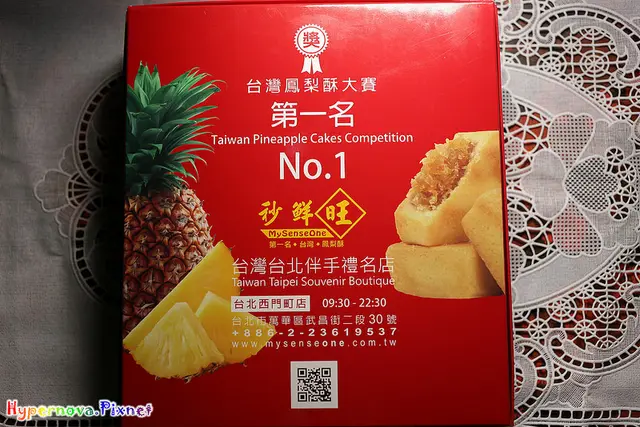 獎
台灣鳳梨酥大賽
第一名
Taiwan Pineapple Cakes Competition
No.1
秒鮮旺
MySenseOne
第一名•台灣•鳳梨酥
台灣台北伴手禮名店
Taiwan Taipei Souvenir Boutique
台北西門町店 09:30 - 22:30
台北市萬華區武昌街二段30號
+886-2-23619537
www.mysenseone.com.tw
Hypernova.Pixnet